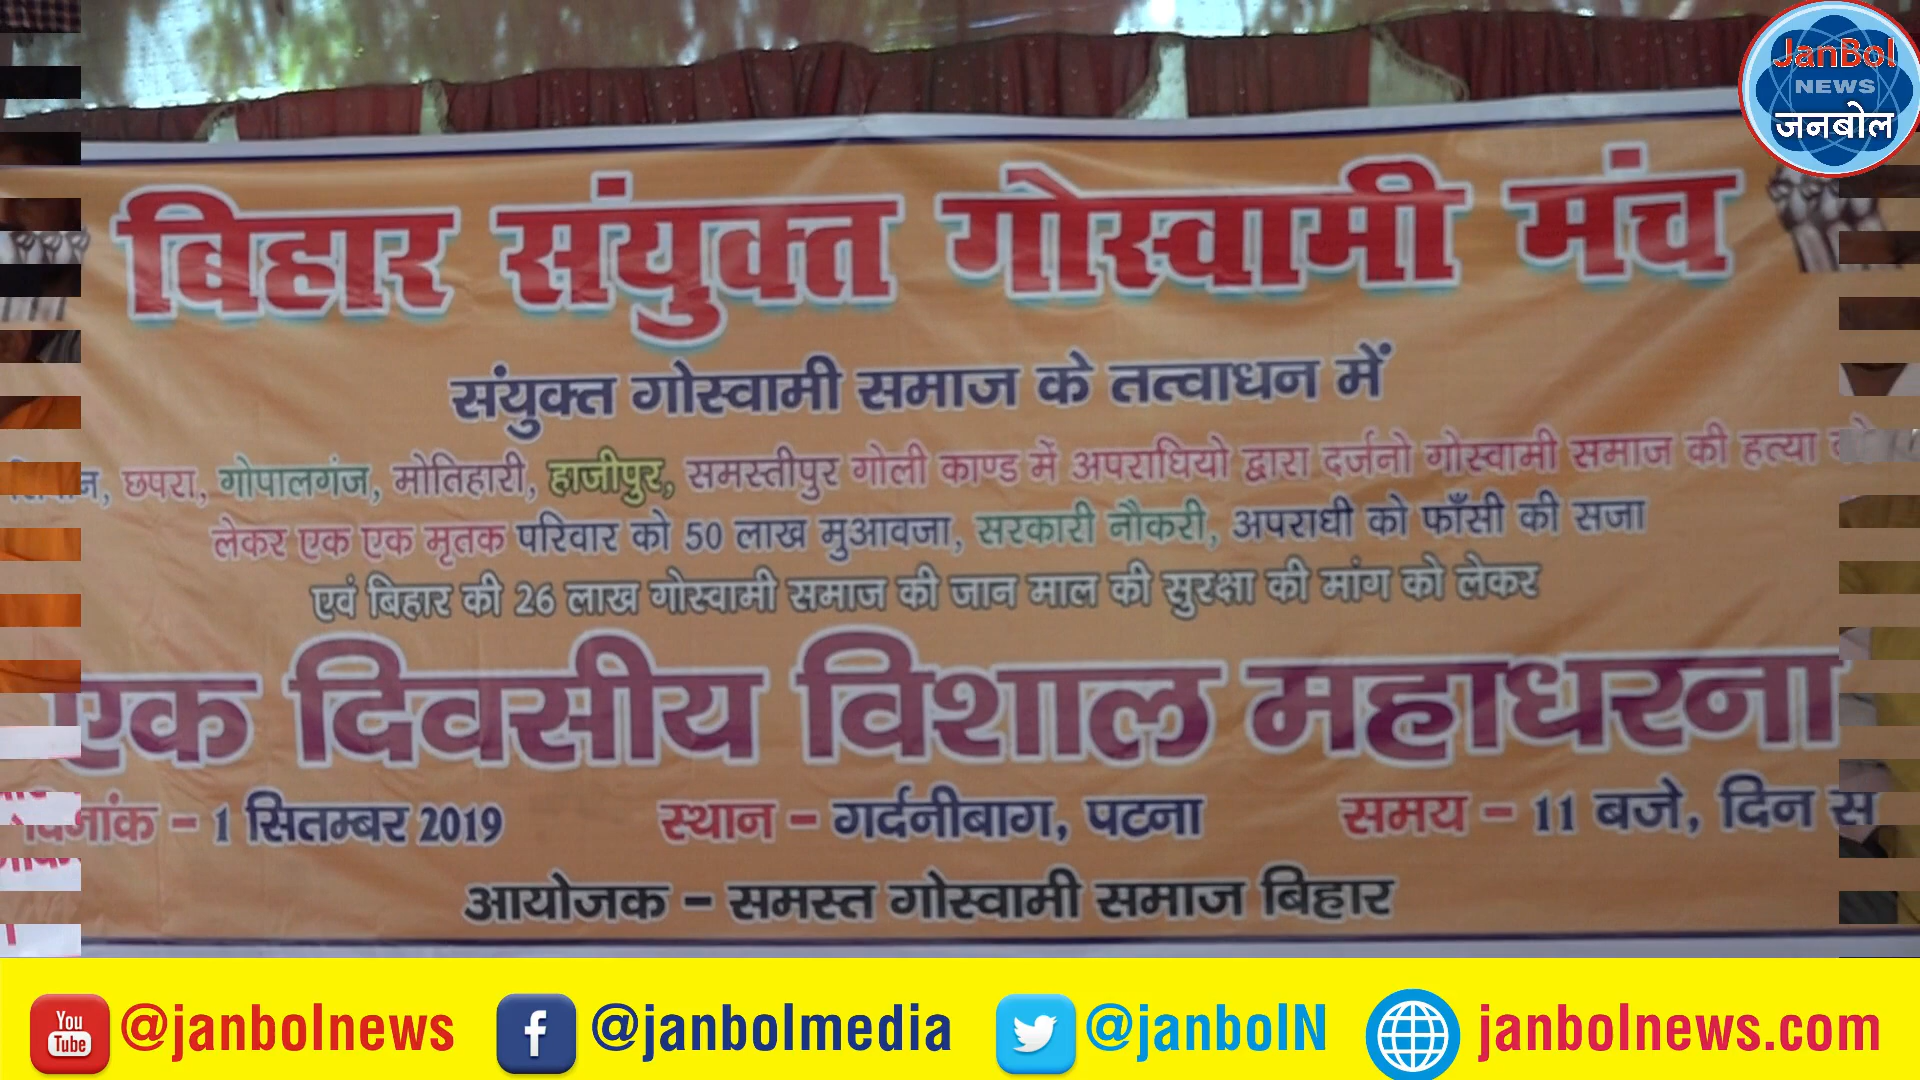 JanBol
NEWS
जनबोल
बिहार संयुक्त गोस्वामी मंच
संयुक्त गोस्वामी समाज के तत्वाधन में
छपरा, गोपालगंज, मोतिहारी, हाजीपुर, समस्तीपुर गोली काण्ड में अपराधियो द्वारा दर्जनो गोस्वामी समाज की हत्या
लेकर एक एक मृतक परिवार को 50 लाख मुआवजा, सरकारी नौकरी, अपराधी को फाँसी की सजा
एवं बिहार की 26 लाख गोस्वामी समाज की जान माल की सुरक्षा की मांग को लेकर
एक दिवसीय विशाल महाधरना
दिनांक - 1 सितम्बर 2019 स्थान - गर्दनीबाग, पटना समय - 11 बजे, दिन
आयोजक - समस्त गोस्वामी समाज बिहार
You Tube @janbolnews f @janbolmedia @janbolN janbolnews.com